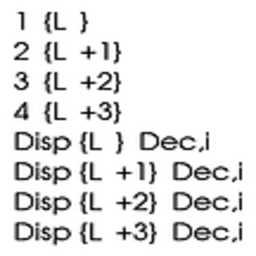 1 {L }
2 {L +1}
3 {L +2}
4 {L +3}
Disp {L } Dec,i
Disp {L +1} Dec,i
Disp {L +2} Dec,i
Disp {L +3} Dec,i